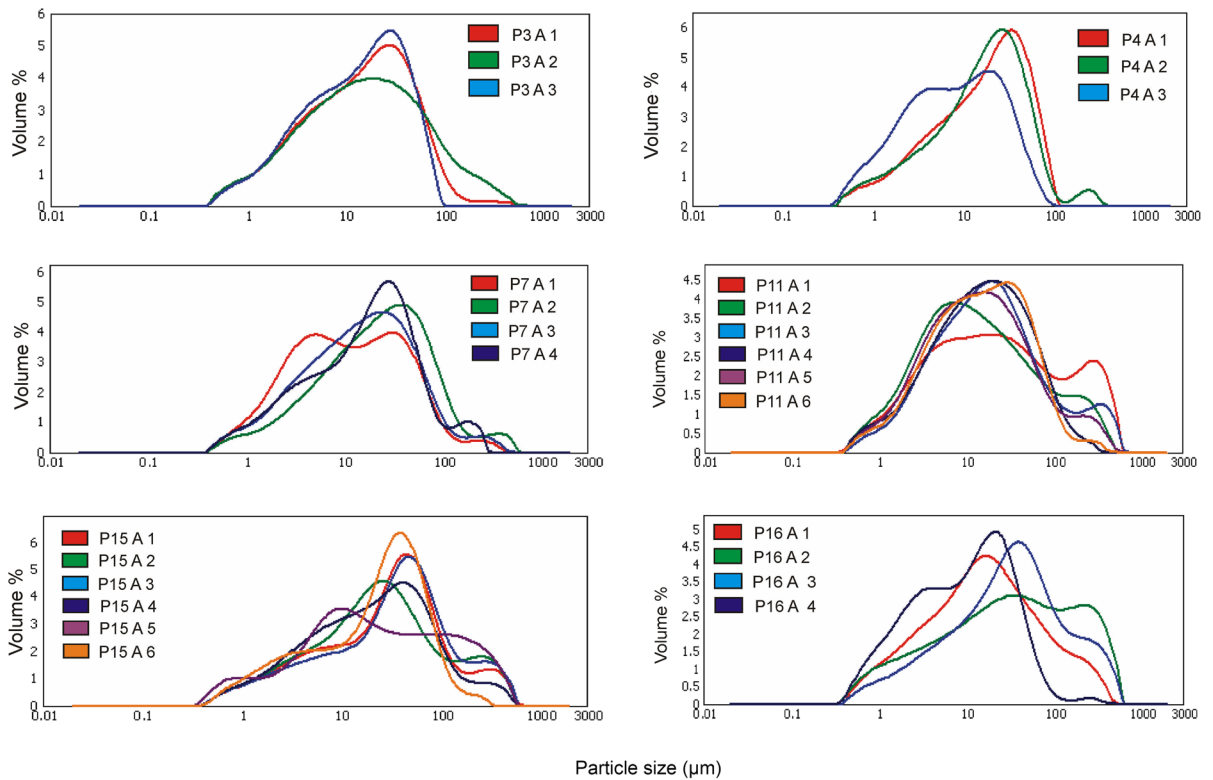 6
5
4
3
2
1
0
Volume %
P3 A 1
P3 A 2
P3 A 3
0.01 0.1 1 10 100 1000 3000
6
5
4
3
2
1
0
Volume %
P4 A 1
P4 A 2
P4 A 3
0.01 0.1 1 10 100 1000 3000
6
5
4
3
2
1
0
Volume %
P7 A 1
P7 A 2
P7 A 3
P7 A 4
0.01 0.1 1 10 100 1000 3000
4.5
4
3.5
3
2.5
2
1.5
1
0.5
0
Volume %
P11 A 1
P11 A 2
P11 A 3
P11 A 4
P11 A 5
P11 A 6
0.01 0.1 1 10 100 1000 3000
6
5
4
3
2
1
0
Volume %
P15 A 1
P15 A 2
P15 A 3
P15 A 4
P15 A 5
P15 A 6
0.01 0.1 1 10 100 1000 3000
5
4.5
4
3.5
3
2.5
2
1.5
1
0.5
0
Volume %
P16 A 1
P16 A 2
P16 A 3
P16 A 4
0.01 0.1 1 10 100 1000 3000
Particle size (µm)